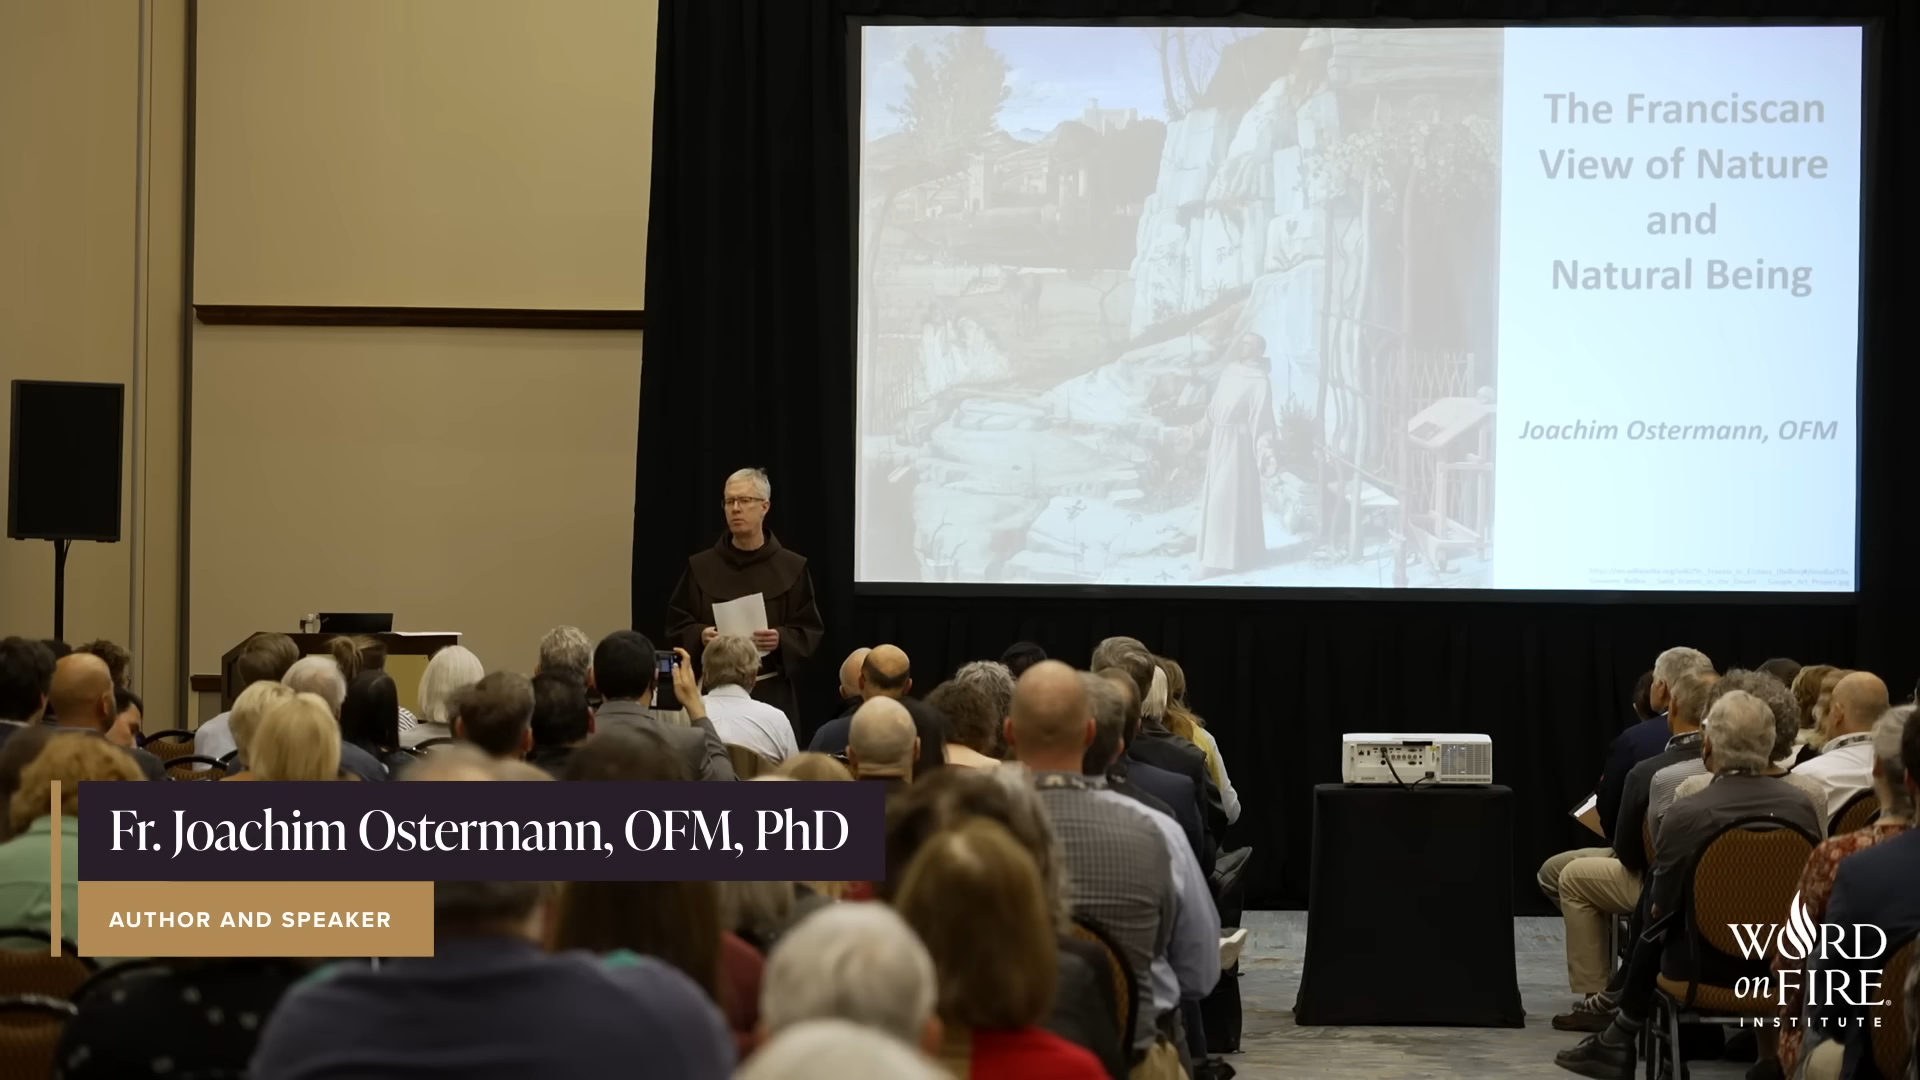 The Franciscan
View of Nature
and
Natural Being
Joachim Ostermann, OFM
Fr. Joachim Ostermann, OFM, PhD
AUTHOR AND SPEAKER
WORD
on FIRE
INSTITUTE